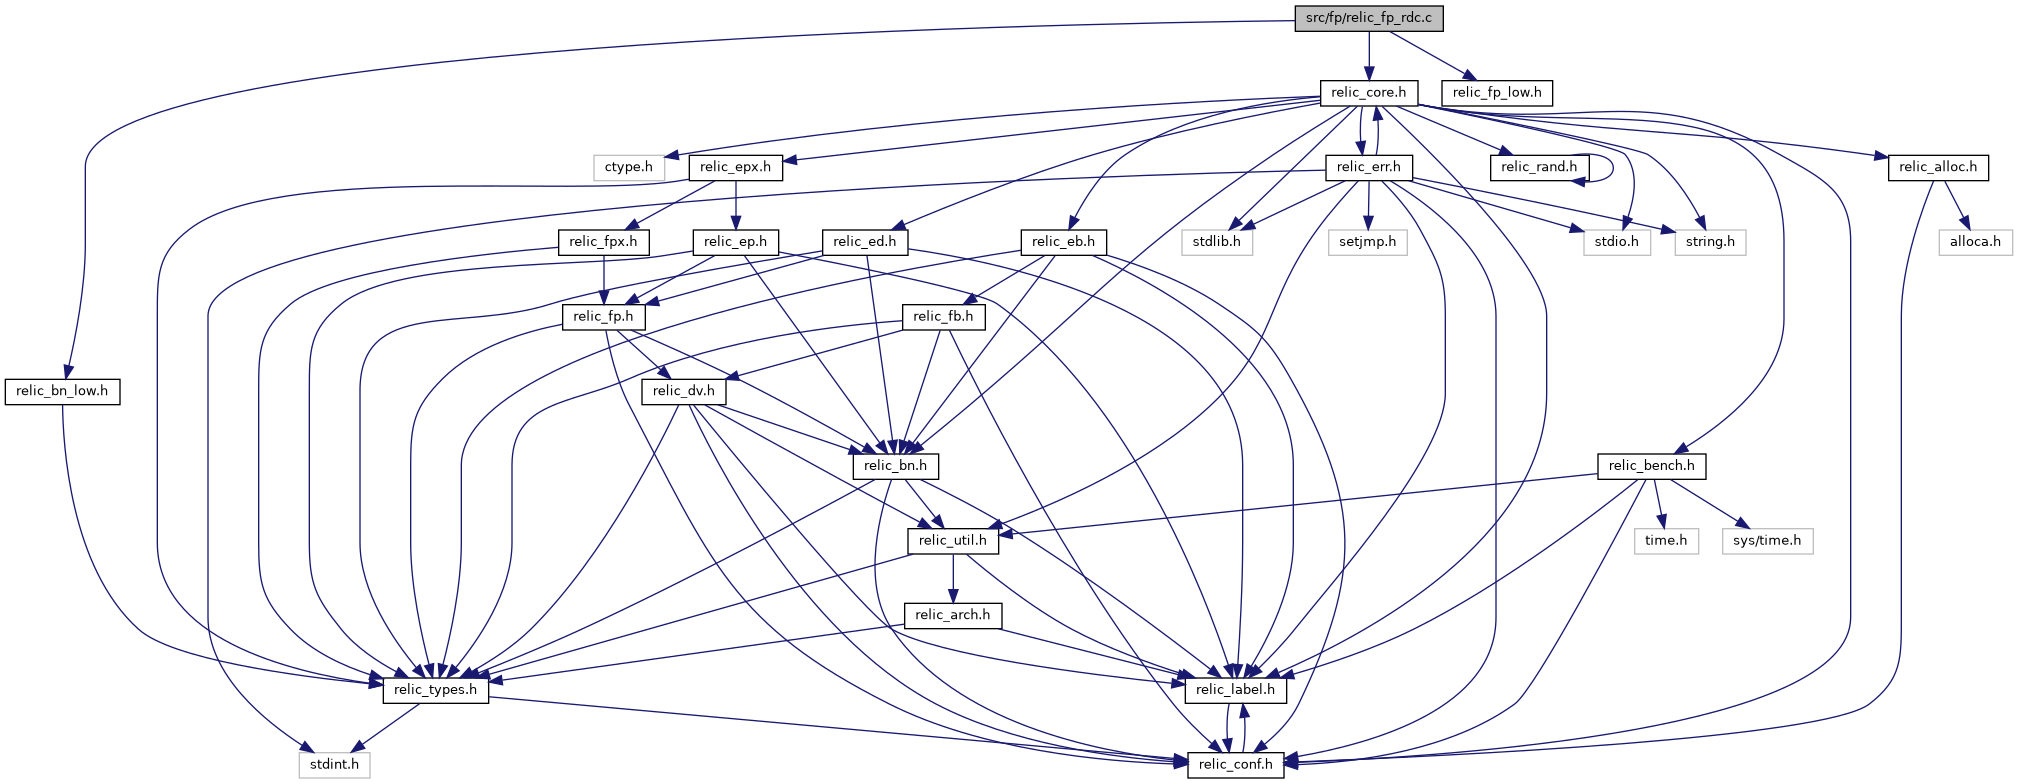 src/fp/relic_fp_rdc.c
relic_core.h
relic_fp_low.h
ctype.h
relic_epx.h
relic_err.h
relic_rand.h
relic_alloc.h
relic_fpx.h
relic_ep.h
relic_ed.h
relic_eb.h
stdlib.h
setjmp.h
stdio.h
string.h
alloca.h
relic_fp.h
relic_fb.h
relic_bn_low.h
relic_dv.h
relic_bn.h
relic_bench.h
relic_util.h
time.h
sys/time.h
relic_arch.h
relic_types.h
relic_label.h
stdint.h
relic_conf.h